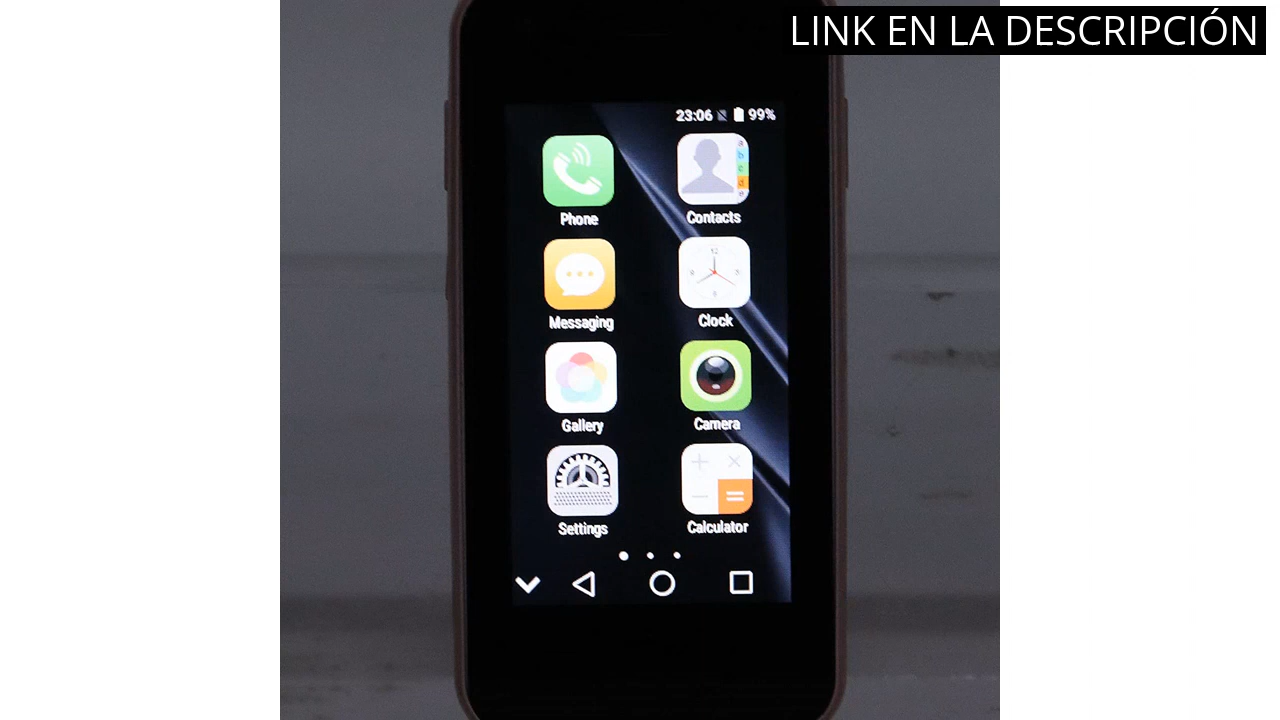 LINK EN LA DESCRIPCIÓN
23:06 99%
Phone Contacts
Messaging Clock
Gallery Camera
Settings Calculator